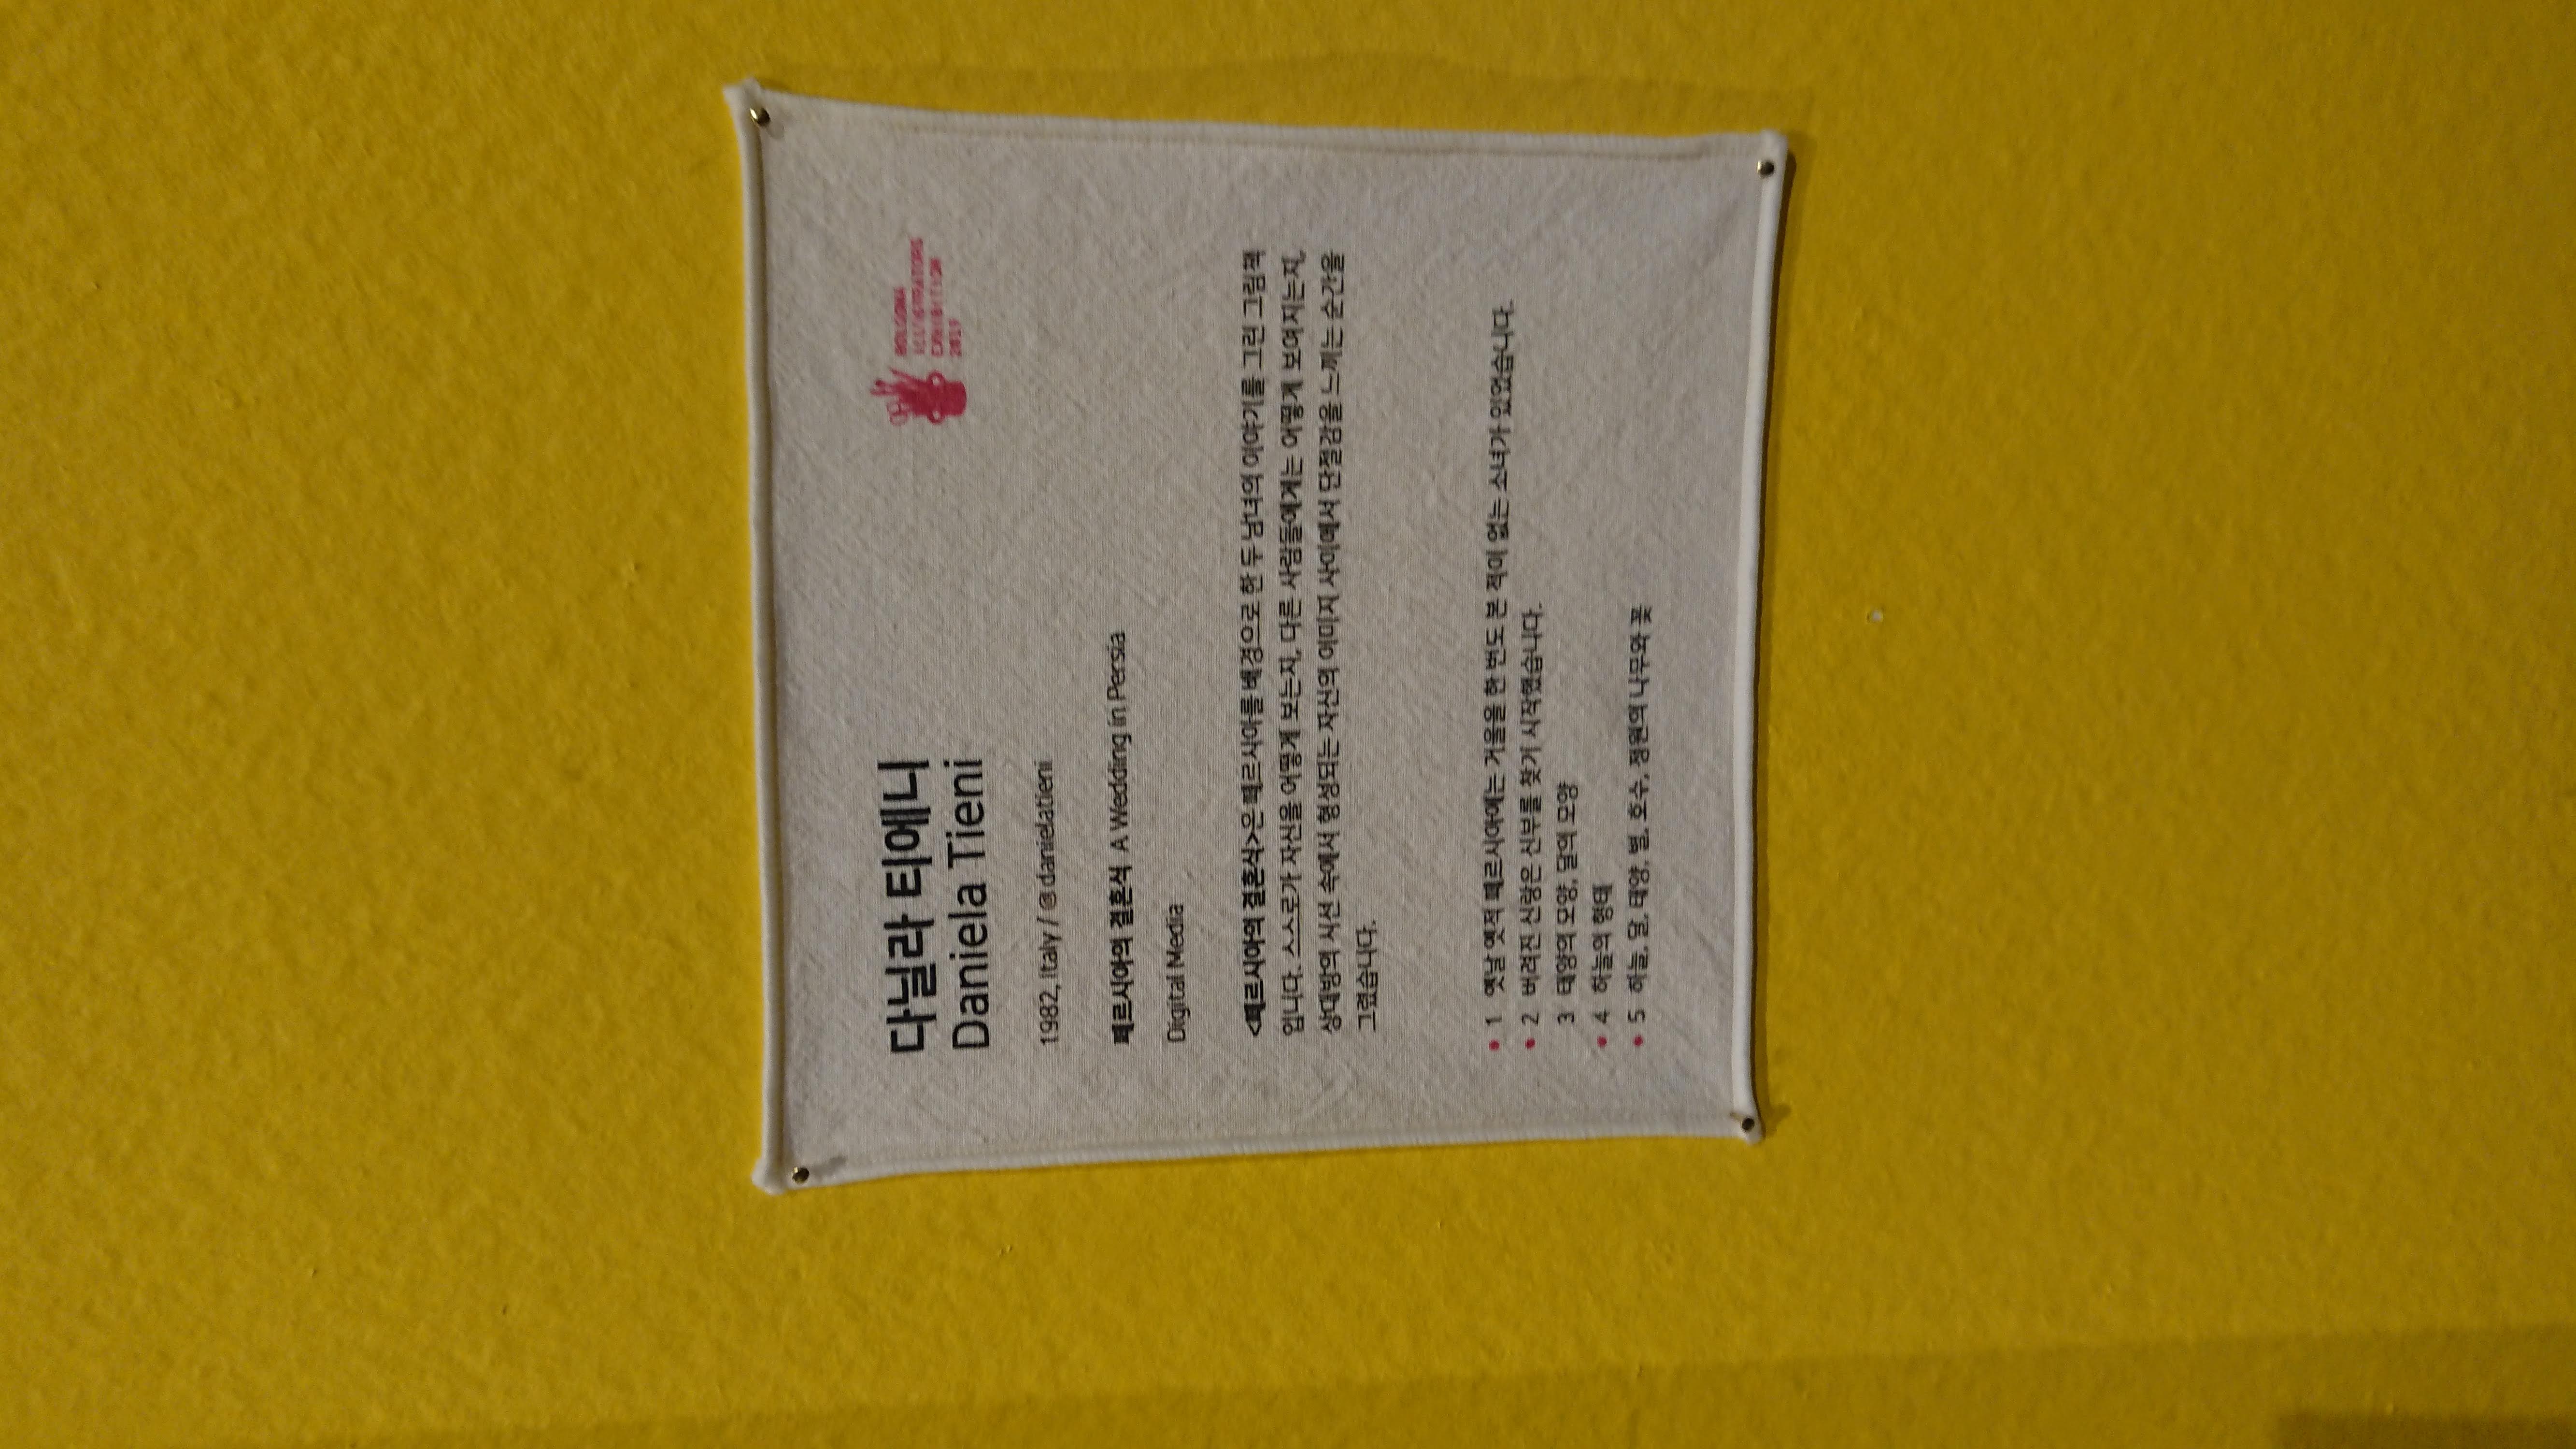 다닐라 티에니
Daniela Tieni
BOLOGNA
ILLUSTRATORS
EXHIBITION
2019
1982, Italy / @danielatieni
페르시아의 결혼식 A Wedding in Persia
Digital Media
<페르시아의 결혼식>은 페르시아를 배경으로 한 두 남녀의 이야기를 그린 그림책
입니다. 스스로가 자신을 어떻게 보는지, 다른 사람들에게는 어떻게 보여지는지,
상대방의 시선 속에서 형성되는 자신의 이미지 사이에서 단절감을 느끼는 순간을
그렸습니다.
• 1 옛날 옛적 페르시아에는 거울을 한 번도 본 적이 없는 소녀가 있었습니다.
• 2 버려진 신랑은 신부를 찾기 시작했습니다.
3 태양의 모양, 달의 모양
• 4 하늘의 형태
• 5 하늘, 달, 태양, 별, 호수, 정원의 나무와 꽃